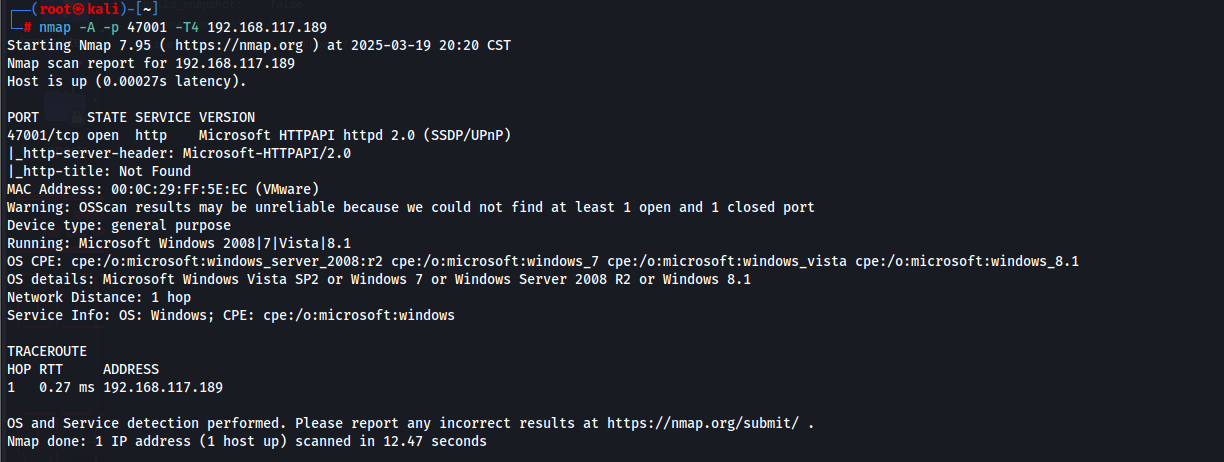 ┌──(root㉿kali)-[~]
└─# nmap -A -p 47001 -T4 192.168.117.189
Starting Nmap 7.95 ( https://nmap.org ) at 2025-03-19 20:20 CST
Nmap scan report for 192.168.117.189
Host is up (0.00027s latency).

PORT      STATE SERVICE VERSION
47001/tcp open  http    Microsoft HTTPAPI httpd 2.0 (SSDP/UPnP)
|_http-server-header: Microsoft-HTTPAPI/2.0
|_http-title: Not Found
MAC Address: 00:0C:29:FF:5E:EC (VMware)
Warning: OSScan results may be unreliable because we could not find at least 1 open and 1 closed port
Device type: general purpose
Running: Microsoft Windows 2008|7|Vista|8.1
OS CPE: cpe:/o:microsoft:windows_server_2008:r2 cpe:/o:microsoft:windows_7 cpe:/o:microsoft:windows_vista cpe:/o:microsoft:windows_8.1
OS details: Microsoft Windows Vista SP2 or Windows 7 or Windows Server 2008 R2 or Windows 8.1
Network Distance: 1 hop
Service Info: OS: Windows; CPE: cpe:/o:microsoft:windows

TRACEROUTE
HOP RTT     ADDRESS
1   0.27 ms 192.168.117.189

OS and Service detection performed. Please report any incorrect results at https://nmap.org/submit/ .
Nmap done: 1 IP address (1 host up) scanned in 12.47 seconds